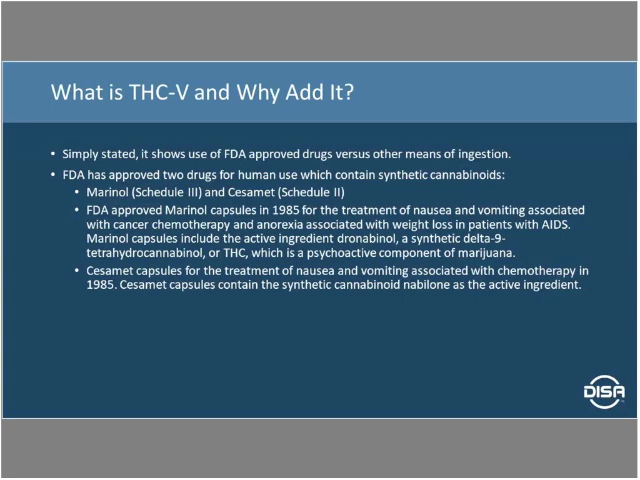 What is THC-V and Why Add It?
• Simply stated, it shows use of FDA approved drugs versus other means of ingestion.
• FDA has approved two drugs for human use which contain synthetic cannabinoids:
• Marinol (Schedule III) and Cesamet (Schedule II)
• FDA approved Marinol capsules in 1985 for the treatment of nausea and vomiting associated
with cancer chemotherapy and anorexia associated with weight loss in patients with AIDS.
Marinol capsules include the active ingredient dronabinol, a synthetic delta-9-
tetrahydrocannabinol, or THC, which is a psychoactive component of marijuana.
• Cesamet capsules for the treatment of nausea and vomiting associated with chemotherapy in
1985. Cesamet capsules contain the synthetic cannabinoid nabilone as the active ingredient.
DISA